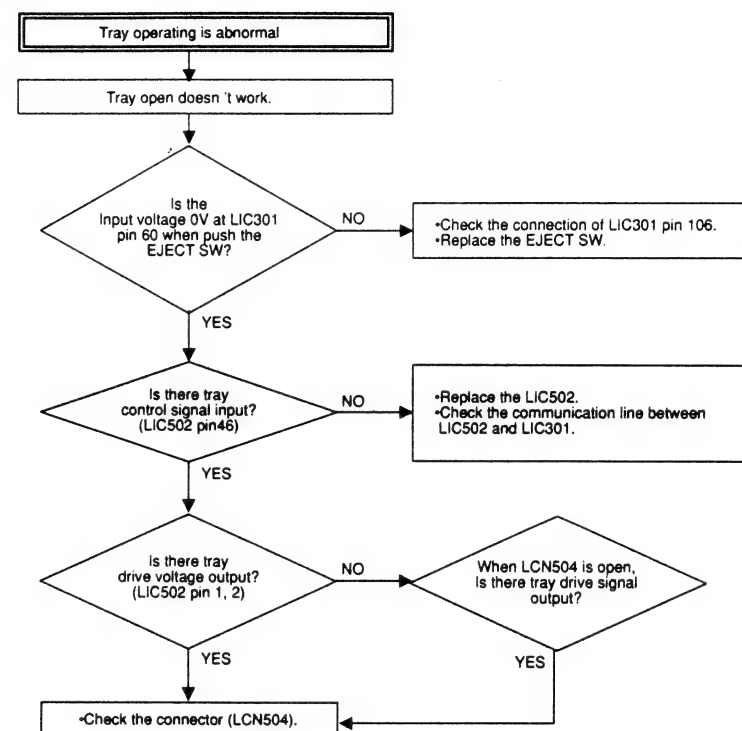 Tray operating is abnormal
Tray open doesn 't work.
Is the
Input voltage 0V at LIC301
pin 60 when push the
EJECT SW?
NO
•Check the connection of LIC301 pin 106.
•Replace the EJECT SW.
YES
Is there tray
control signal input?
(LIC502 pin46)
NO
•Replace the LIC502.
•Check the communication line between
LIC502 and LIC301.
YES
Is there tray
drive voltage output?
(LIC502 pin 1, 2)
NO
When LCN504 is open,
Is there tray drive signal
output?
YES
YES
•Check the connector (LCN504).